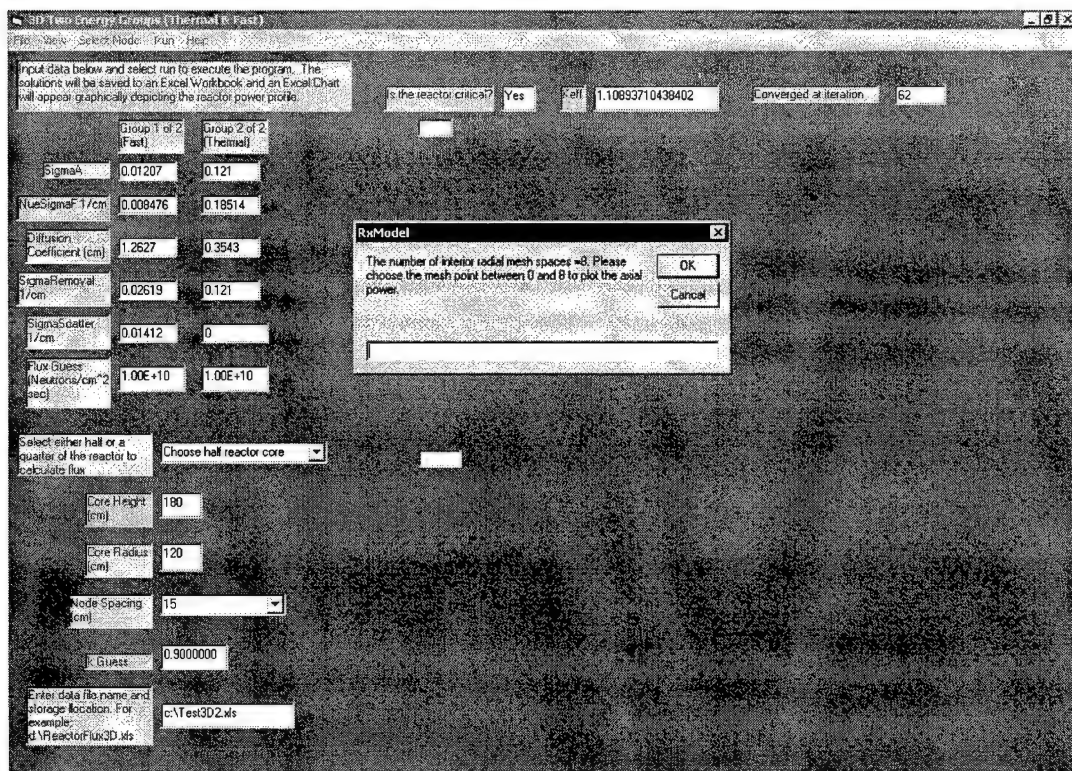 3D Two Energy Groups (Thermal & Fast)
File View Select Model Run Help
Input data below and select run to execute the program. The
solutions will be saved to an Excel Workbook and an Excel Chart
will appear graphically depicting the reactor power profile.
Is the reactor critical? Yes Keff 1.10893710438402 Converged at iteration 62
Group 1 of 2 Group 2 of 2
(Fast) (Thermal)
SigmaA 0.01207 0.121
NueSigmaF 1/cm 0.008476 0.18514
Diffusion
Coefficient (cm) 1.2627 0.3543
SigmaRemoval
1/cm 0.02619 0.121
SigmaScatter
1/cm 0.01412 0
Flux Guess
(Neutrons/cm^2
sec) 1.00E+10 1.00E+10
RxModel
The number of interior radial mesh spaces =8. Please
choose the mesh point between 0 and 8 to plot the axial
power.
OK
Cancel
Select either half or a
quarter of the reactor to
calculate flux
Choose half reactor core
Core Height
(cm) 180
Core Radius
(cm) 120
Node Spacing
(cm) 15
k Guess 0.9000000
Enter data file name and
storage llocation. For
example;
d:\ReactorFlux3D.xls
c:\Test3D2.xls